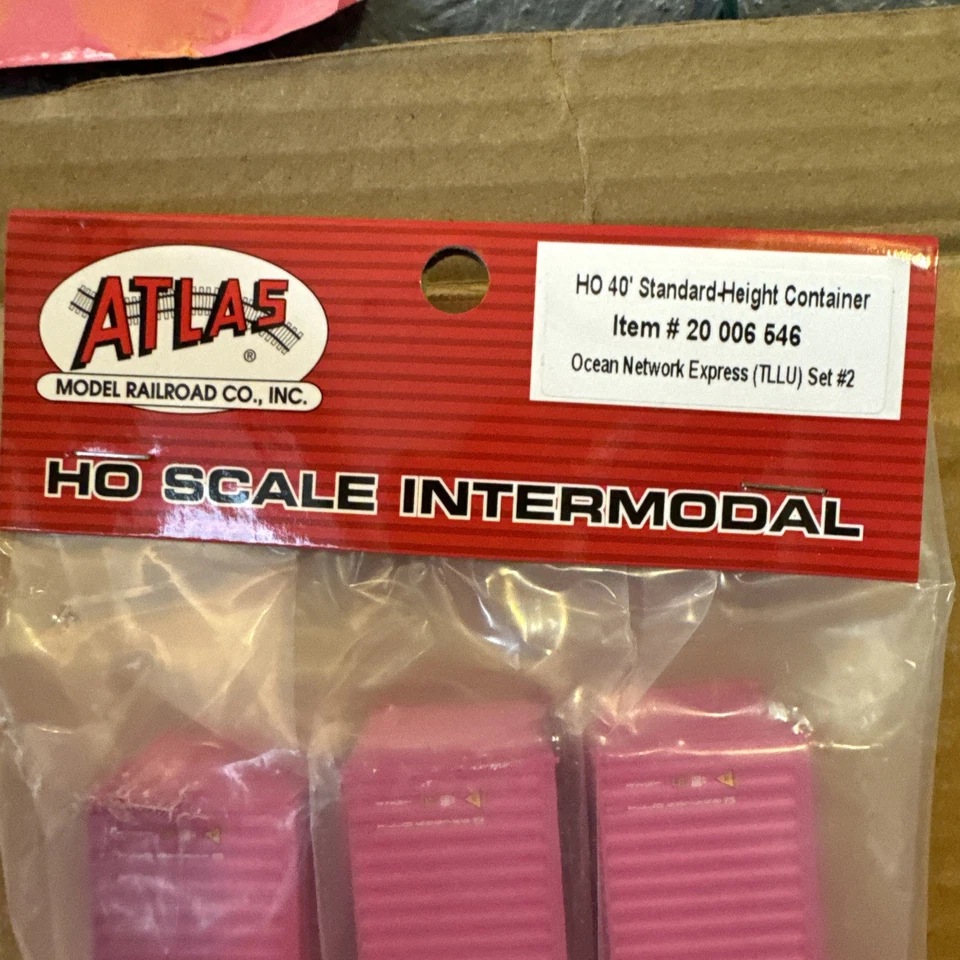 ATLAS
®
MODEL RAILROAD CO., INC.
HO 40' Standard-Height Container
Item # 20 006 646
Ocean Network Express (TLLU) Set #2
HO SCALE INTERMODAL